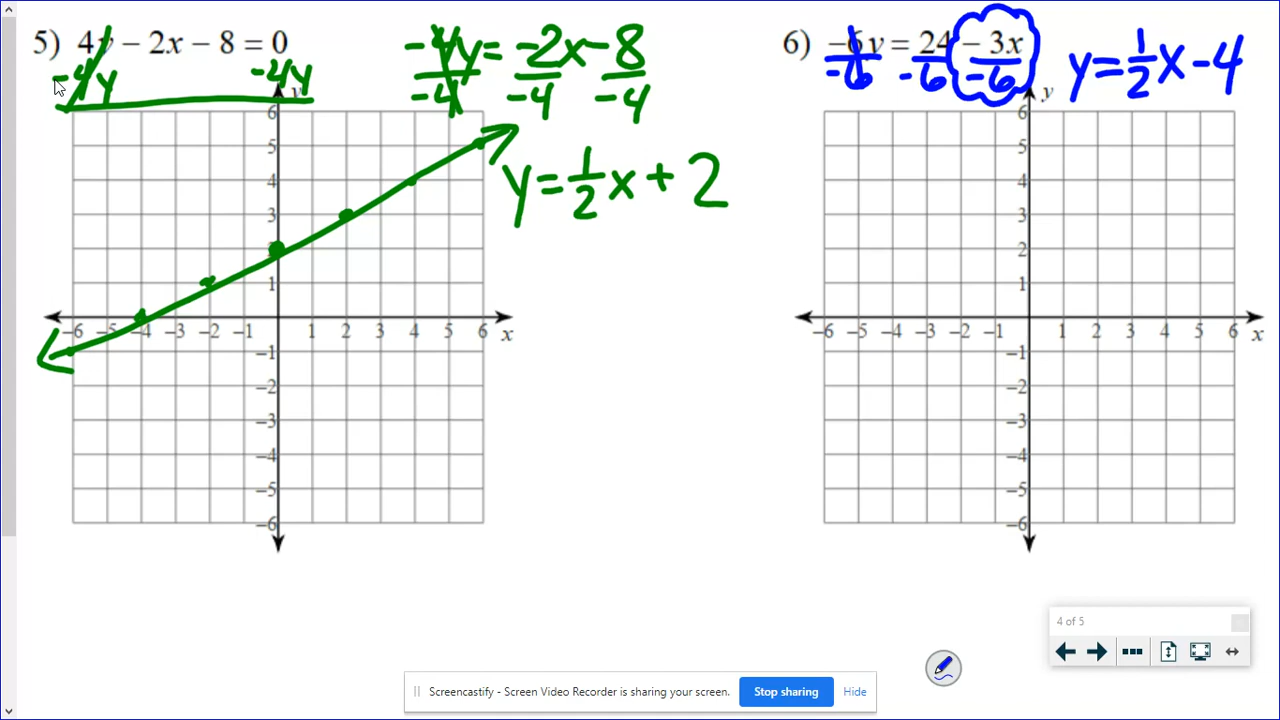 5) 4y − 2x − 8 = 0
-4y -4y
-4y = -2x - 8
-4 -4 -4
y = 1/2 x + 2
y
6
5
4
3
2
1
−6 −5 −4 −3 −2 −1 1 2 3 4 5 6 x
−1
−2
−3
−4
−5
−6
6) −6y = 24 − 3x
-6 -6 -6
y = 1/2 x - 4
y
6
5
4
3
2
1
−6 −5 −4 −3 −2 −1 1 2 3 4 5 6 x
−1
−2
−3
−4
−5
−6
4 of 5
Screencastify - Screen Video Recorder is sharing your screen. Stop sharing Hide